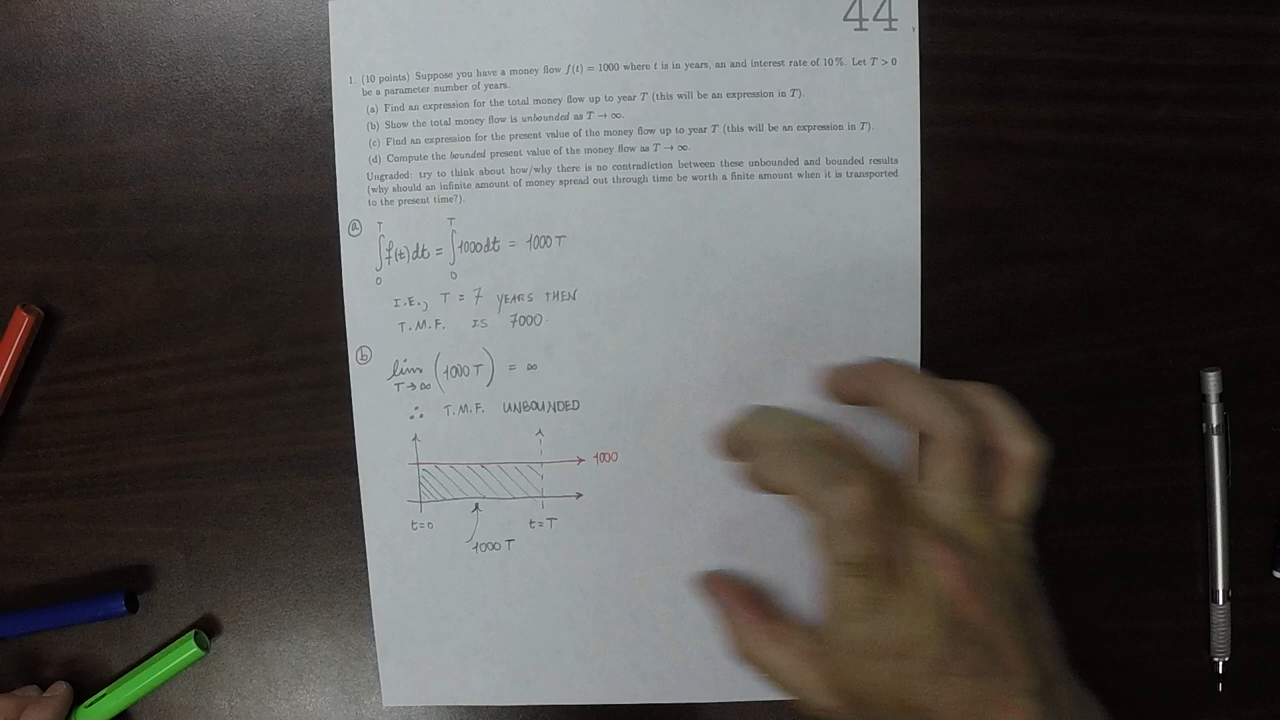 44
1. (10 points) Suppose you have a money flow f(t) = 1000 where t is in years, an and interest rate of 10%. Let T > 0
be a parameter number of years.
(a) Find an expression for the total money flow up to year T (this will be an expression in T).
(b) Show the total money flow is unbounded as T → ∞.
(c) Find an expression for the present value of the money flow up to year T (this will be an expression in T).
(d) Compute the bounded present value of the money flow as T → ∞.
Ungraded: try to think about how/why there is no contradiction between these unbounded and bounded results
(why should an infinite amount of money spread out through time be worth a finite amount when it is transported
to the present time?).
(a) ∫₀ᵀ f(t)dt = ∫₀ᵀ 1000dt = 1000T
I.E., T = 7 YEARS THEN
T.M.F. IS 7000.
(b) lim T→∞ (1000T) = ∞
∴ T.M.F. UNBOUNDED
1000
t=0 t=T
1000T